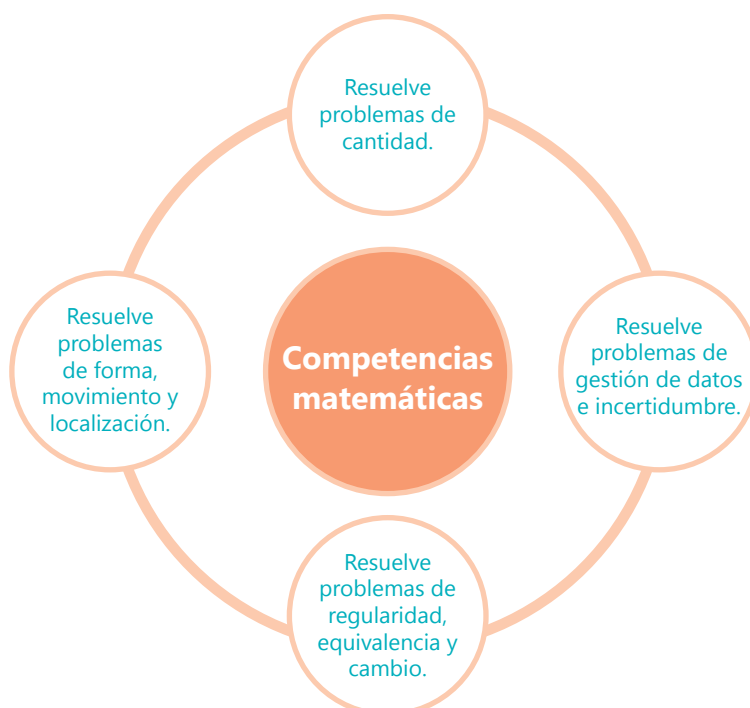 Resuelve
problemas de
cantidad.
Resuelve
problemas
de forma,
movimiento y
localización.
Competencias
matemáticas
Resuelve
problemas de
gestión de datos
e incertidumbre.
Resuelve
problemas de
regularidad,
equivalencia y
cambio.